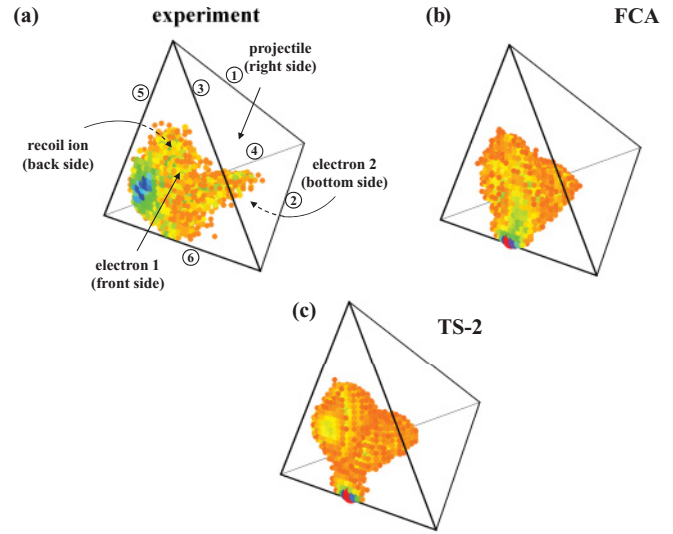 (a)
experiment
(b)
FCA
projectile
(right side)
①
③
⑤
recoil ion
(back side)
④
electron 2
(bottom side)
②
electron 1
(front side)
⑥
(c)
TS-2